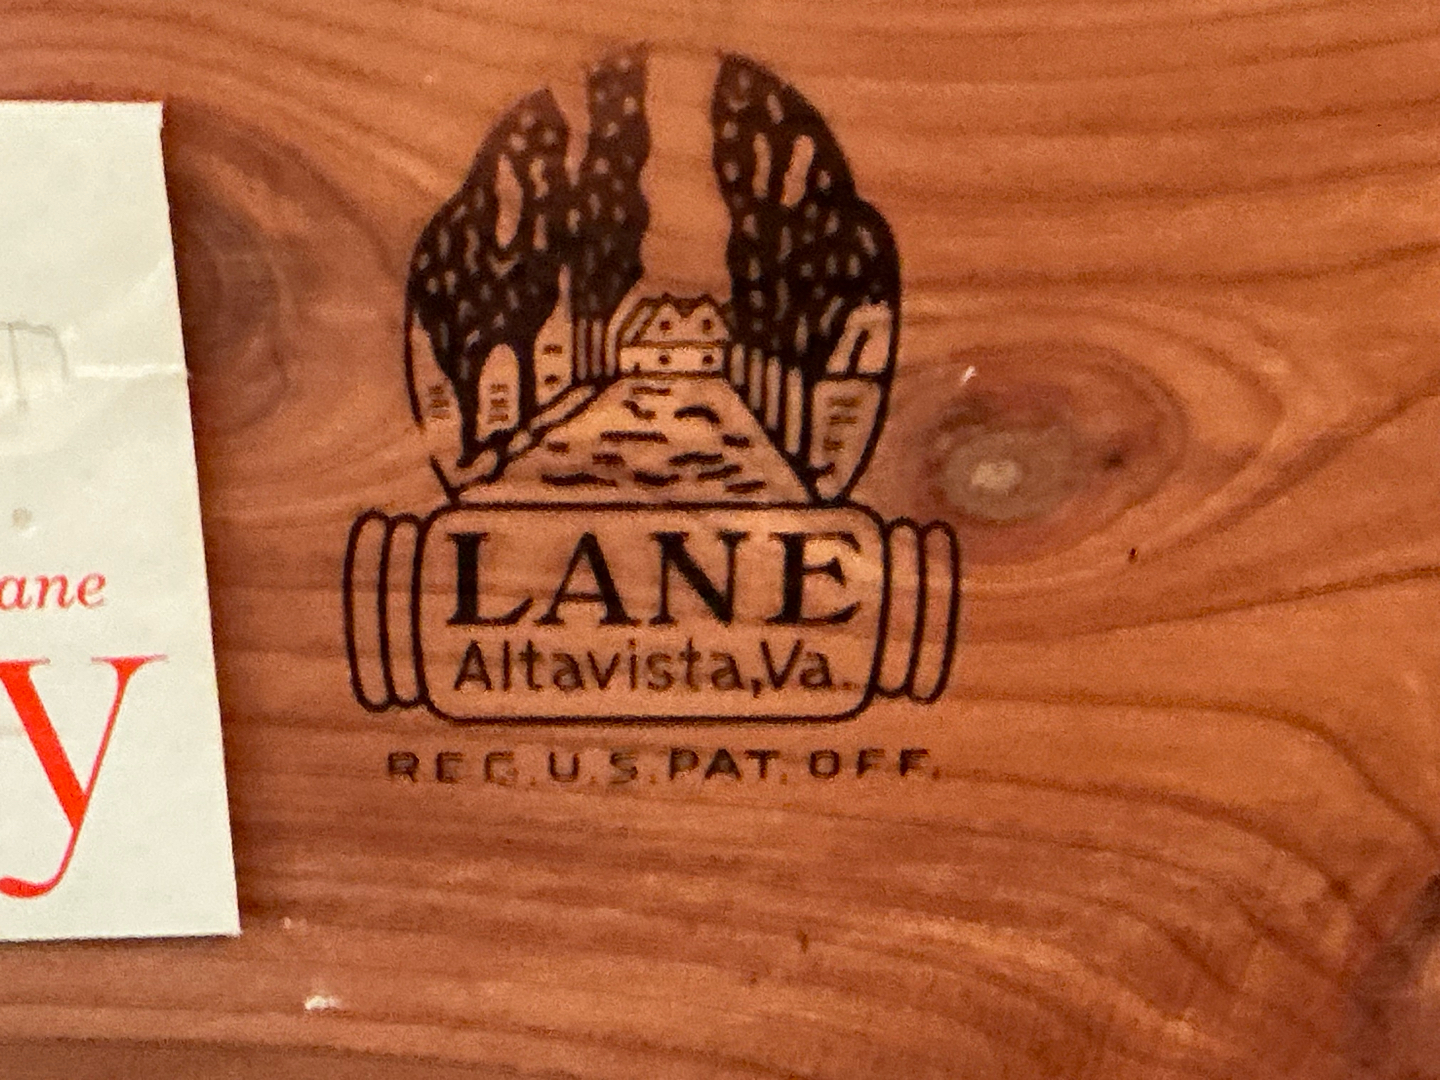 LANE
Altavista,Va.
REG.U.S.PAT. OFF.
ane
y